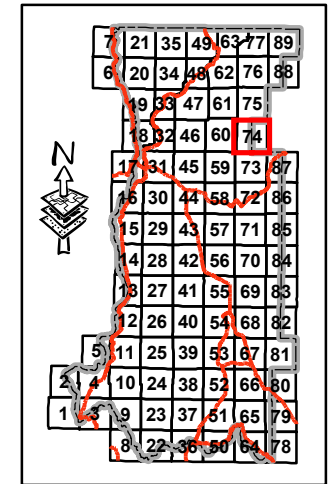 7 21 35 49 63 77 89
6 20 34 48 62 76 88
19 33 47 61 75
18 32 46 60 74
N
17 31 45 59 73 87
16 30 44 58 72 86
15 29 43 57 71 85
14 28 42 56 70 84
13 27 41 55 69 83
12 26 40 54 68 82
5 11 25 39 53 67 81
2 4 10 24 38 52 66 80
1 3 9 23 37 51 65 79
8 22 36 50 64 78